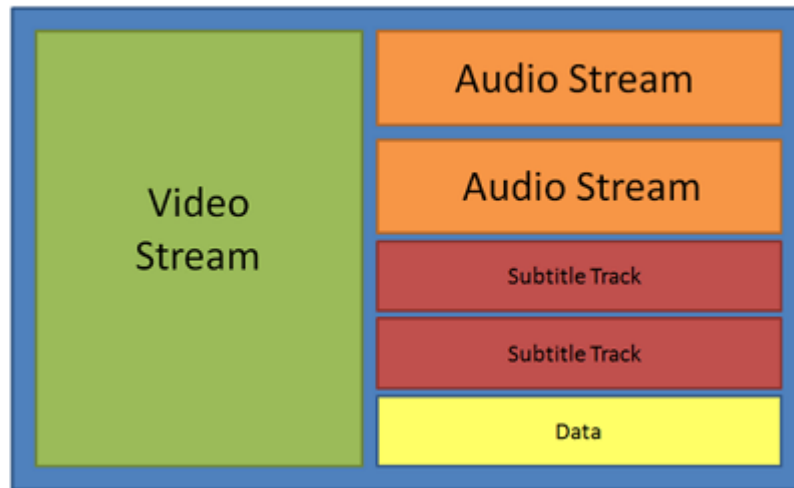 Video
Stream
Audio Stream
Audio Stream
Subtitle Track
Subtitle Track
Data